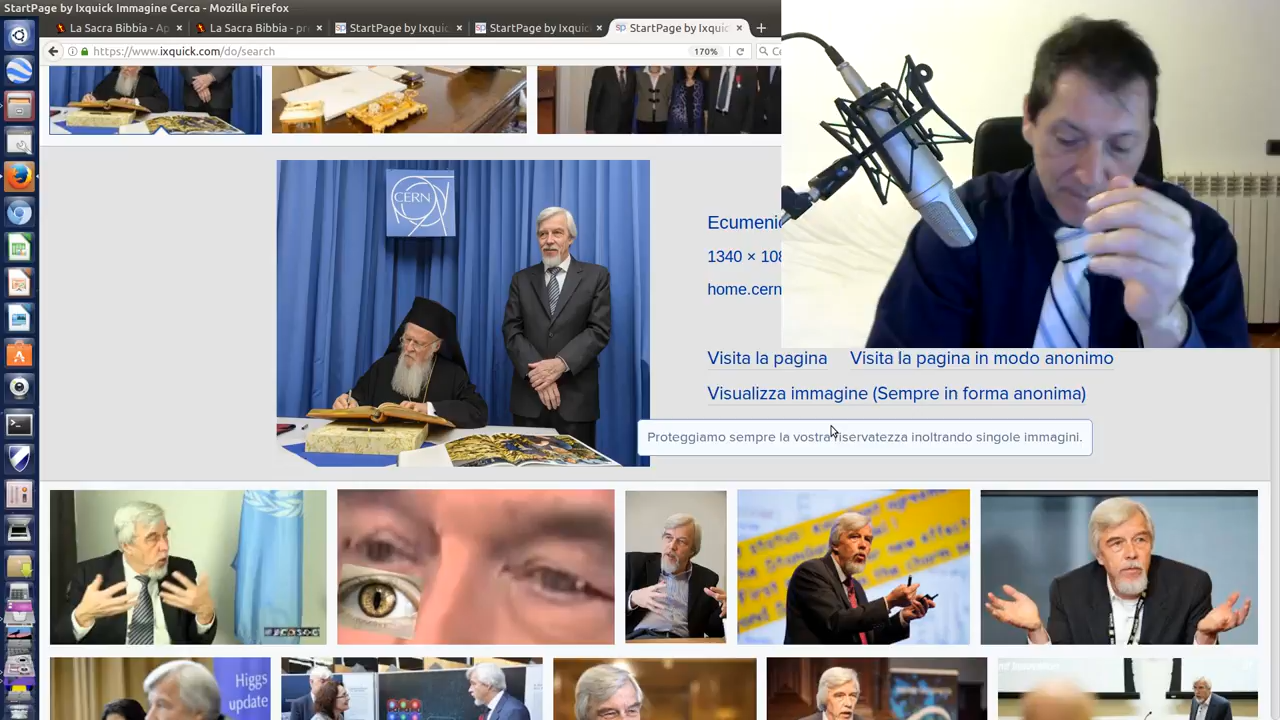 StartPage by Ixquick Immagine Cerca - Mozilla Firefox
La Sacra Bibbia - Ap
La Sacra Bibbia - pr
StartPage by Ixquic
StartPage by Ixquic
StartPage by Ixquic
https://www.ixquick.com/do/search
170%
CERN
Ecumenic
1340 × 108
home.cern
Visita la pagina
Visita la pagina in modo anonimo
Visualizza immagine (Sempre in forma anonima)
Proteggiamo sempre la vostra riservatezza inoltrando singole immagini.
Higgs
update